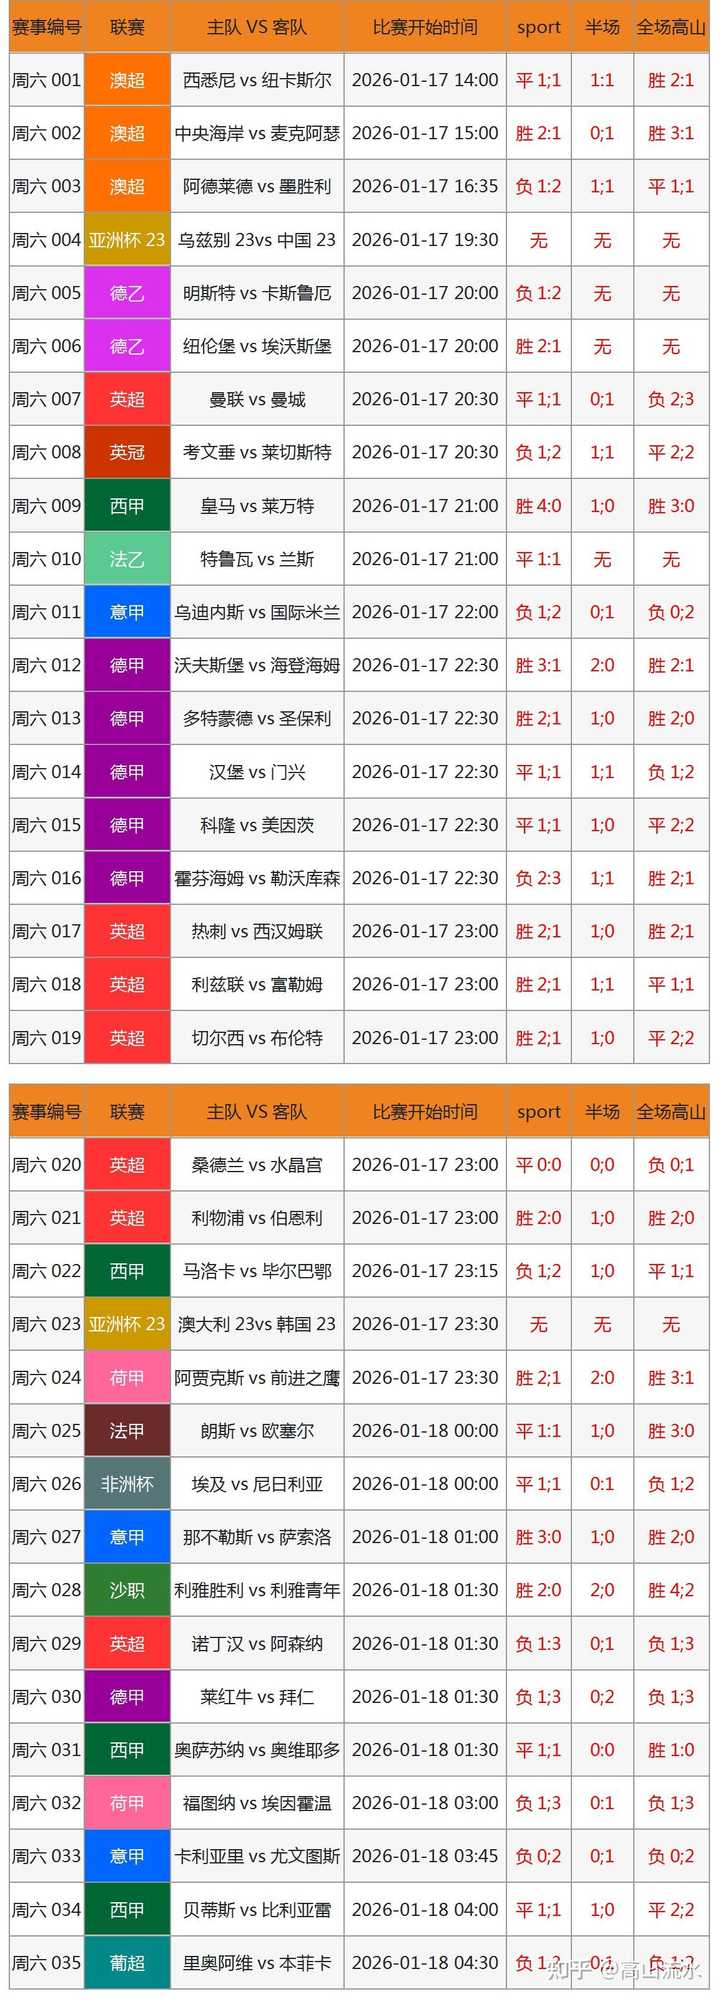 赛事编号 联赛 主队 VS 客队 比赛开始时间 sport 半场 全场高山
周六 001 澳超 西悉尼 vs 纽卡斯尔 2026-01-17 14:00 平 1;1 1:1 胜 2:1
周六 002 澳超 中央海岸 vs 麦克阿瑟 2026-01-17 15:00 胜 2:1 0;1 胜 3:1
周六 003 澳超 阿德莱德 vs 墨胜利 2026-01-17 16:35 负 1:2 1;1 平 1;1
周六 004 亚洲杯 23 乌兹别 23vs 中国 23 2026-01-17 19:30 无 无 无
周六 005 德乙 明斯特 vs 卡斯鲁厄 2026-01-17 20:00 负 1:2 无 无
周六 006 德乙 纽伦堡 vs 埃沃斯堡 2026-01-17 20:00 胜 2:1 无 无
周六 007 英超 曼联 vs 曼城 2026-01-17 20:30 平 1;1 0;1 负 2;3
周六 008 英冠 考文垂 vs 莱切斯特 2026-01-17 20:30 负 1;2 1;1 平 2;2
周六 009 西甲 皇马 vs 莱万特 2026-01-17 21:00 胜 4:0 1;0 胜 3:0
周六 010 法乙 特鲁瓦 vs 兰斯 2026-01-17 21:00 平 1:1 无 无
周六 011 意甲 乌迪内斯 vs 国际米兰 2026-01-17 22:00 负 1;2 0;1 负 0;2
周六 012 德甲 沃夫斯堡 vs 海登海姆 2026-01-17 22:30 胜 3:1 2:0 胜 2:1
周六 013 德甲 多特蒙德 vs 圣保利 2026-01-17 22:30 胜 2;1 1;0 胜 2;0
周六 014 德甲 汉堡 vs 门兴 2026-01-17 22:30 平 1;1 1;1 负 1;2
周六 015 德甲 科隆 vs 美因茨 2026-01-17 22:30 平 1;1 1;0 平 2;2
周六 016 德甲 霍芬海姆 vs 勒沃库森 2026-01-17 22:30 负 2:3 1;1 胜 2;1
周六 017 英超 热刺 vs 西汉姆联 2026-01-17 23:00 胜 2;1 1;0 胜 2;1
周六 018 英超 利兹联 vs 富勒姆 2026-01-17 23:00 胜 2;1 1;1 平 1;1
周六 019 英超 切尔西 vs 布伦特 2026-01-17 23:00 胜 2;1 1;0 平 2;2
赛事编号 联赛 主队 VS 客队 比赛开始时间 sport 半场 全场高山
周六 020 英超 桑德兰 vs 水晶宫 2026-01-17 23:00 平 0:0 0;0 负 0;1
周六 021 英超 利物浦 vs 伯恩利 2026-01-17 23:00 胜 2:0 1;0 胜 2;0
周六 022 西甲 马洛卡 vs 毕尔巴鄂 2026-01-17 23:15 负 1;2 1;0 平 1;1
周六 023 亚洲杯 23 澳大利 23vs 韩国 23 2026-01-17 23:30 无 无 无
周六 024 荷甲 阿贾克斯 vs 前进之鹰 2026-01-17 23:30 胜 2;1 2:0 胜 3:1
周六 025 法甲 朗斯 vs 欧塞尔 2026-01-18 00:00 平 1:1 1;0 胜 3:0
周六 026 非洲杯 埃及 vs 尼日利亚 2026-01-18 00:00 平 1;1 0:1 负 1;2
周六 027 意甲 那不勒斯 vs 萨索洛 2026-01-18 01:00 胜 3:0 1;0 胜 2;0
周六 028 沙职 利雅胜利 vs 利雅青年 2026-01-18 01:30 胜 2:0 2;0 胜 4;2
周六 029 英超 诺丁汉 vs 阿森纳 2026-01-18 01:30 负 1:3 0;1 负 1;3
周六 030 德甲 莱红牛 vs 拜仁 2026-01-18 01:30 负 1;3 0;2 负 1;3
周六 031 西甲 奥萨苏纳 vs 奥维耶多 2026-01-18 01:30 平 1;1 0:0 胜 1:0
周六 032 荷甲 福图纳 vs 埃因霍温 2026-01-18 03:00 负 1;3 0:1 负 1;3
周六 033 意甲 卡利亚里 vs 尤文图斯 2026-01-18 03:45 负 0;2 0;1 负 0;2
周六 034 西甲 贝蒂斯 vs 比利亚雷 2026-01-18 04:00 平 1;1 1;0 平 2;2
周六 035 葡超 里奥阿维 vs 本菲卡 2026-01-18 04:30 负
知乎 @高山流水